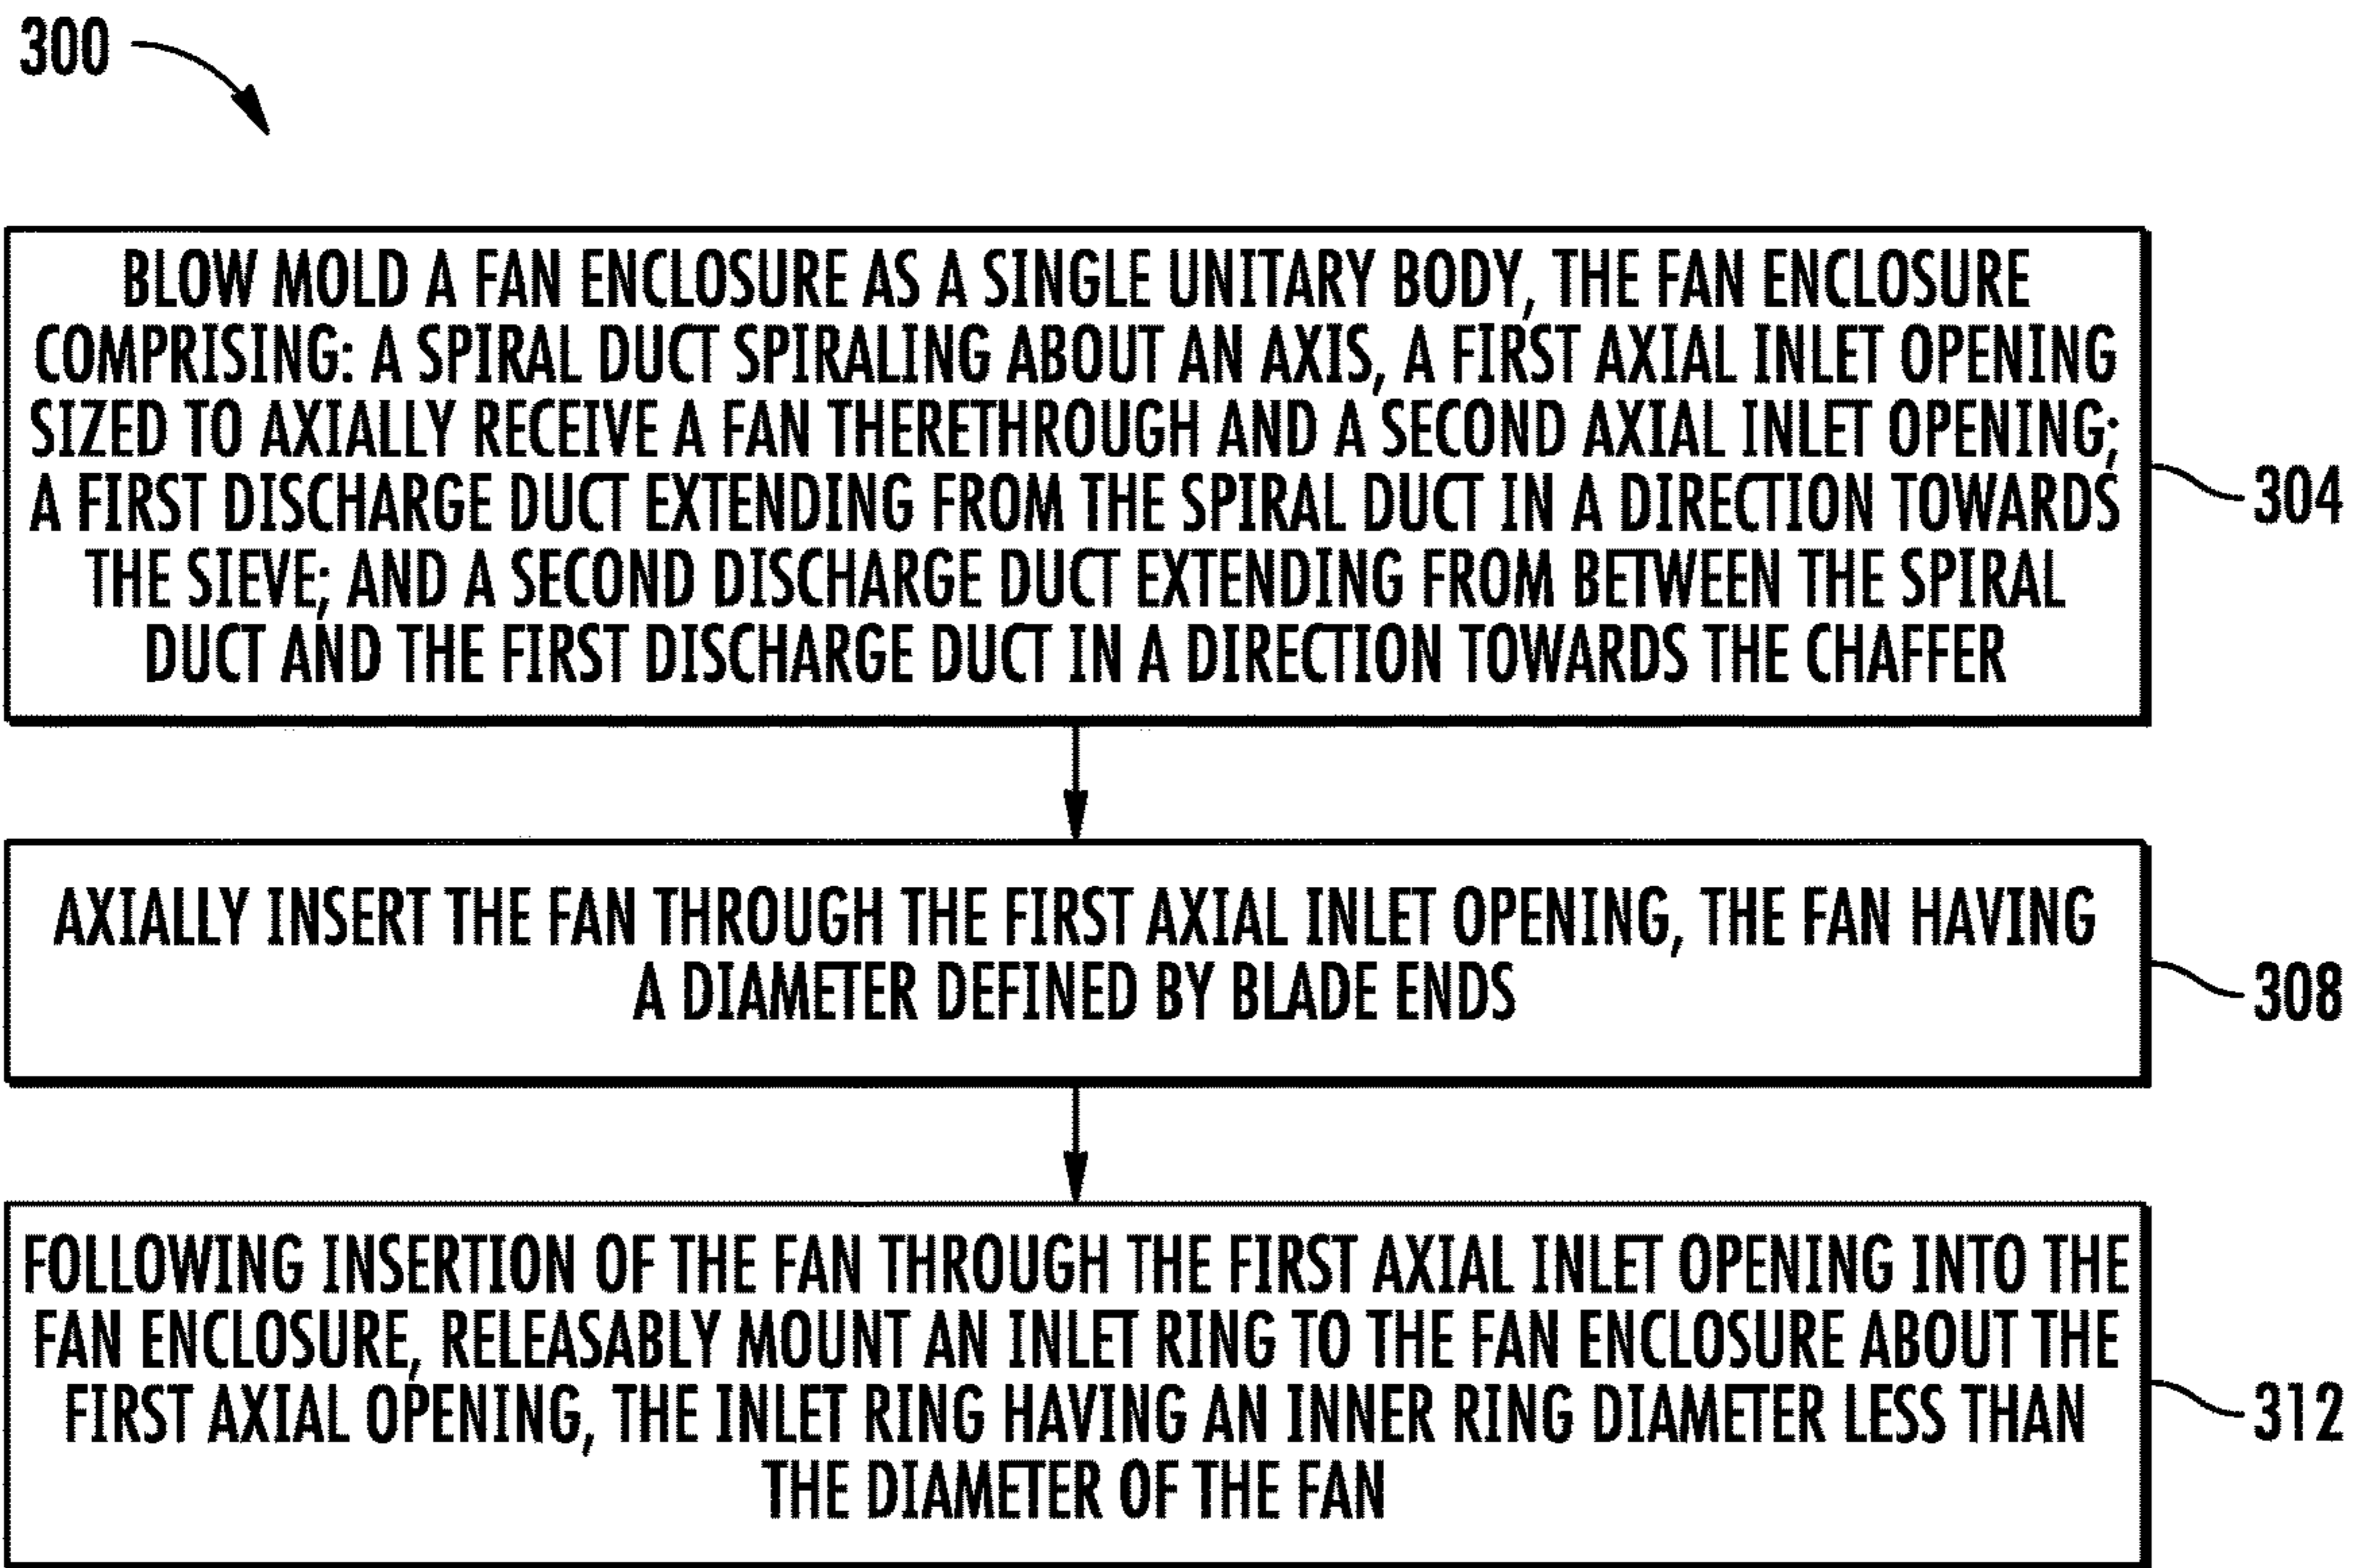 300
BLOW MOLD A FAN ENCLOSURE AS A SINGLE UNITARY BODY, THE FAN ENCLOSURE
COMPRISING: A SPIRAL DUCT SPIRALING ABOUT AN AXIS, A FIRST AXIAL INLET OPENING
SIZED TO AXIALLY RECEIVE A FAN THERETHROUGH AND A SECOND AXIAL INLET OPENING;
A FIRST DISCHARGE DUCT EXTENDING FROM THE SPIRAL DUCT IN A DIRECTION TOWARDS
THE SIEVE; AND A SECOND DISCHARGE DUCT EXTENDING FROM BETWEEN THE SPIRAL
DUCT AND THE FIRST DISCHARGE DUCT IN A DIRECTION TOWARDS THE CHAFFER
304
AXIALLY INSERT THE FAN THROUGH THE FIRST AXIAL INLET OPENING, THE FAN HAVING
A DIAMETER DEFINED BY BLADE ENDS
308
FOLLOWING INSERTION OF THE FAN THROUGH THE FIRST AXIAL INLET OPENING INTO THE
FAN ENCLOSURE, RELEASABLY MOUNT AN INLET RING TO THE FAN ENCLOSURE ABOUT THE
FIRST AXIAL OPENING, THE INLET RING HAVING AN INNER RING DIAMETER LESS THAN
THE DIAMETER OF THE FAN
312